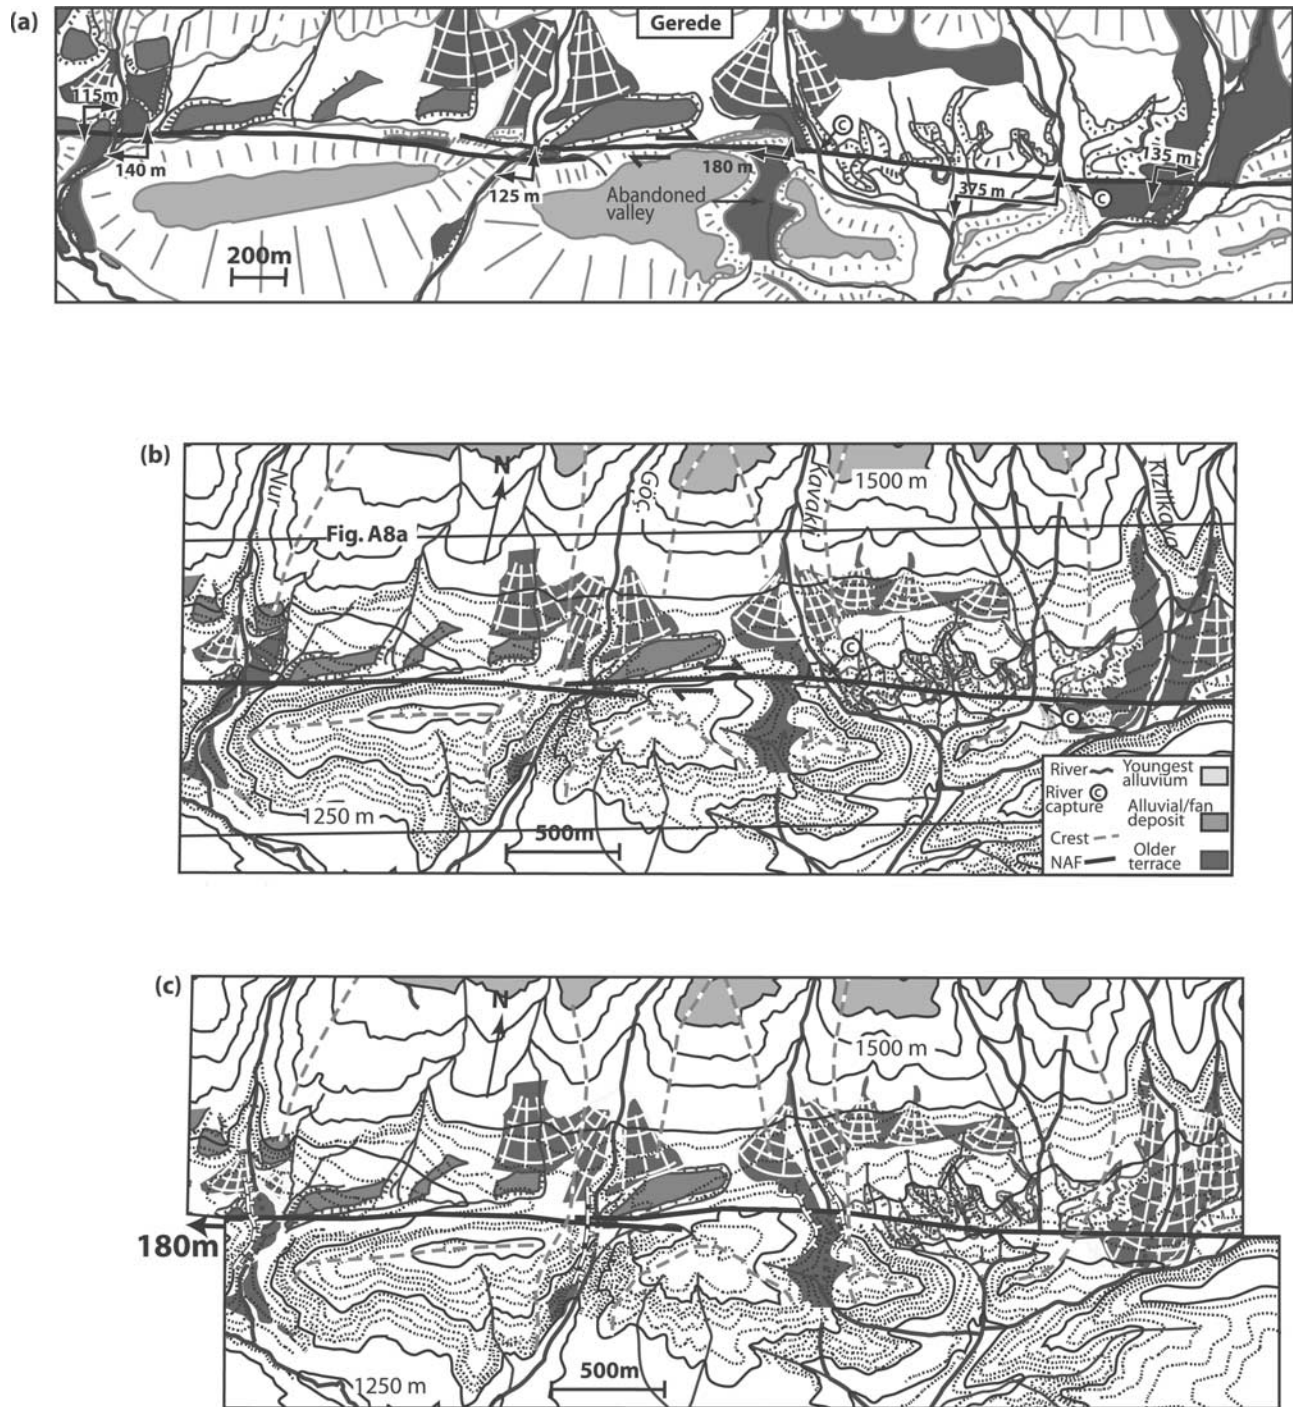 (a)
Gerede
115m
140 m
125 m
180 m
Abandoned
valley
375 m
135 m
C
C
200m
(b)
N
Nur
Göç
Kavaklı
1500 m
Fig. A8a
C
C
1250 m
500m
River
Youngest
alluvium
River
capture
C
Alluvial/fan
deposit
Crest
NAF
Older
terrace
(c)
N
1500 m
180m
1250 m
500m